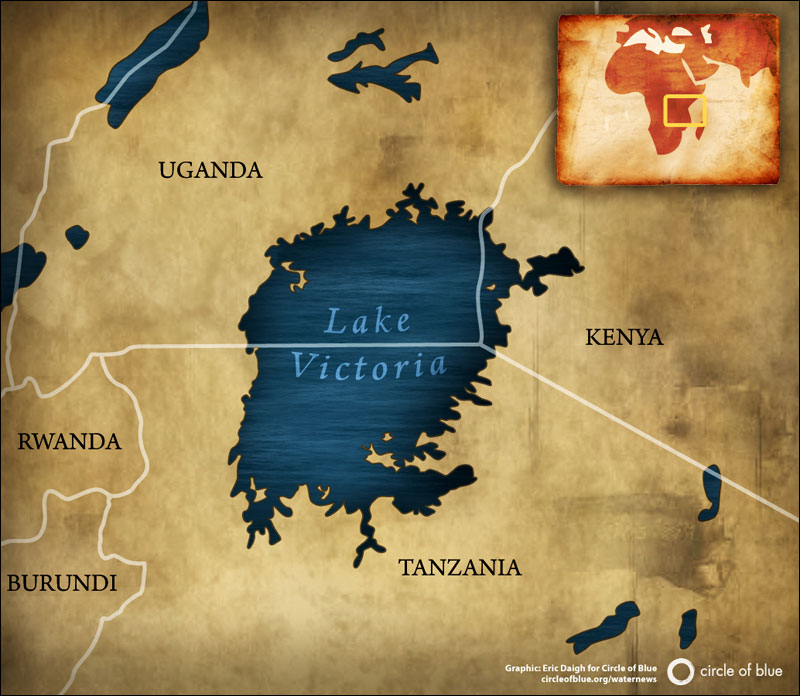 UGANDA
Lake
Victoria
KENYA
RWANDA
TANZANIA
BURUNDI
Graphic: Eric Daigh for Circle of Blue
circleofblue.org/waternews
circle of blue